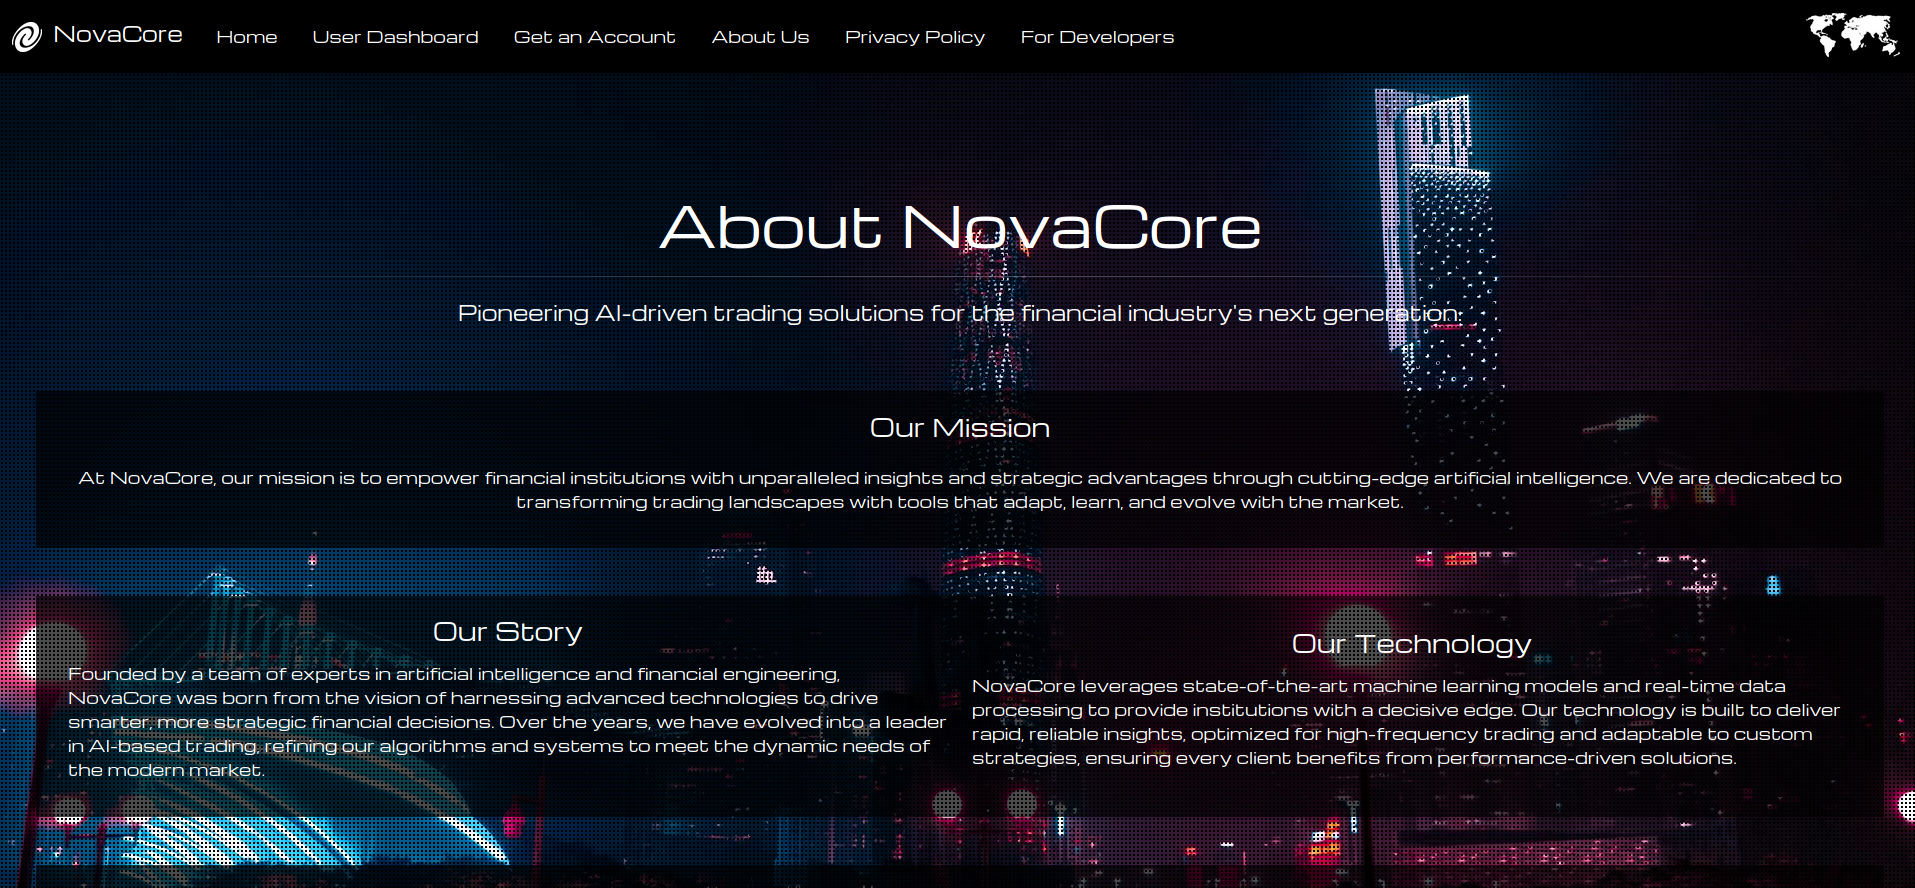 NovaCore
Home
User Dashboard
Get an Account
About Us
Privacy Policy
For Developers
About NovaCore
Pioneering AI-driven trading solutions for the financial industry's next generation.
Our Mission
At NovaCore, our mission is to empower financial institutions with unparalleled insights and strategic advantages through cutting-edge artificial intelligence. We are dedicated to
transforming trading landscapes with tools that adapt, learn, and evolve with the market.
Our Story
Founded by a team of experts in artificial intelligence and financial engineering,
NovaCore was born from the vision of harnessing advanced technologies to drive
smarter, more strategic financial decisions. Over the years, we have evolved into a leader
in AI-based trading, refining our algorithms and systems to meet the dynamic needs of
the modern market.
Our Technology
NovaCore leverages state-of-the-art machine learning models and real-time data
processing to provide institutions with a decisive edge. Our technology is built to deliver
rapid, reliable insights, optimized for high-frequency trading and adaptable to custom
strategies, ensuring every client benefits from performance-driven solutions.